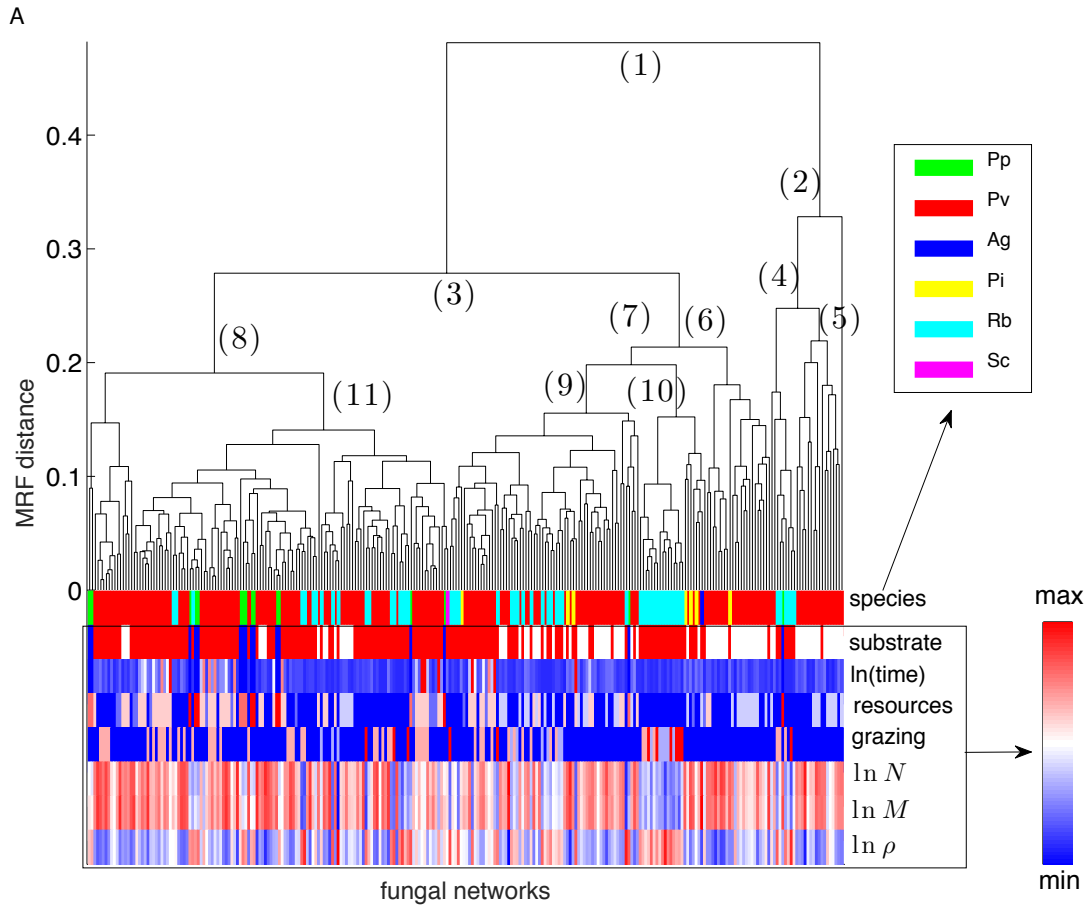 A
(1)
0.4
Pp
(2)
Pv
Ag
0.3
(4)
Pi
(3)
(7)
(5)
(6)
Rb
(8)
Sc
0.2
(9)
(10)
(11)
MRF distance
0.1
0
species
max
substrate
ln(time)
resources
grazing
ln N
ln M
ln ρ
min
fungal networks